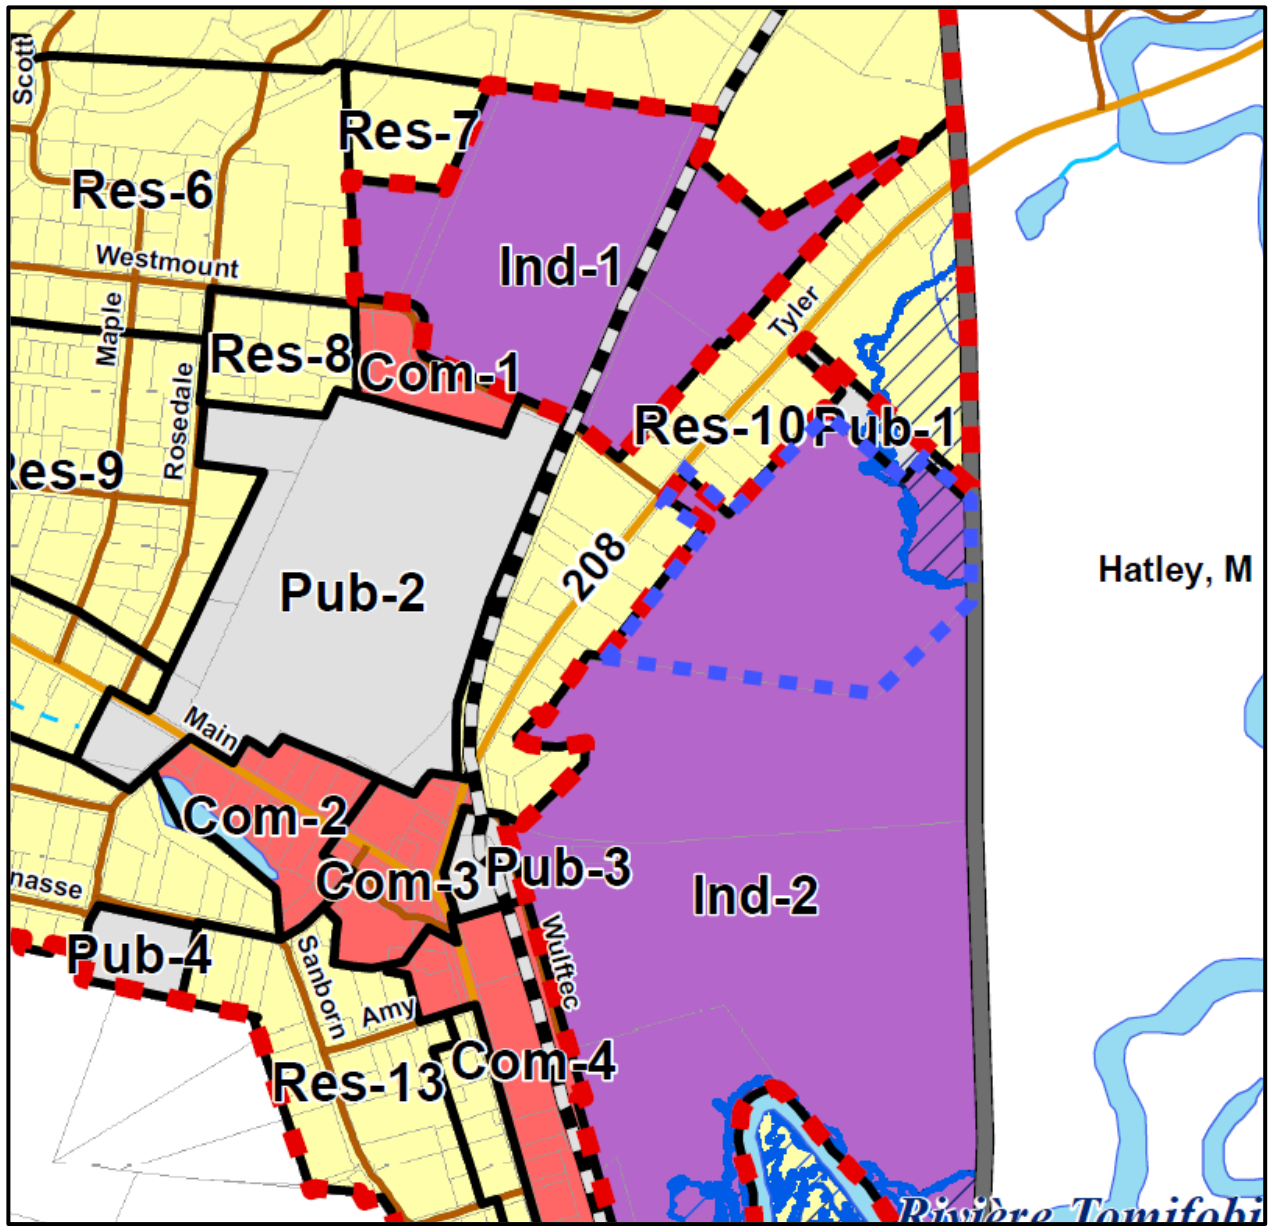 Scott
Res-7
Res-6
Westmount
Ind-1
Maple
Tyler
Res-8
Com-1
Rosedale
Res-10
Pub-1
Res-9
208
Hatley, M
Pub-2
Main
Com-2
Com-3
Pub-3
nasse
Ind-2
Pub-4
Sanborn
Wulftec
Amy
Com-4
Res-13
Rivière Tomifobi